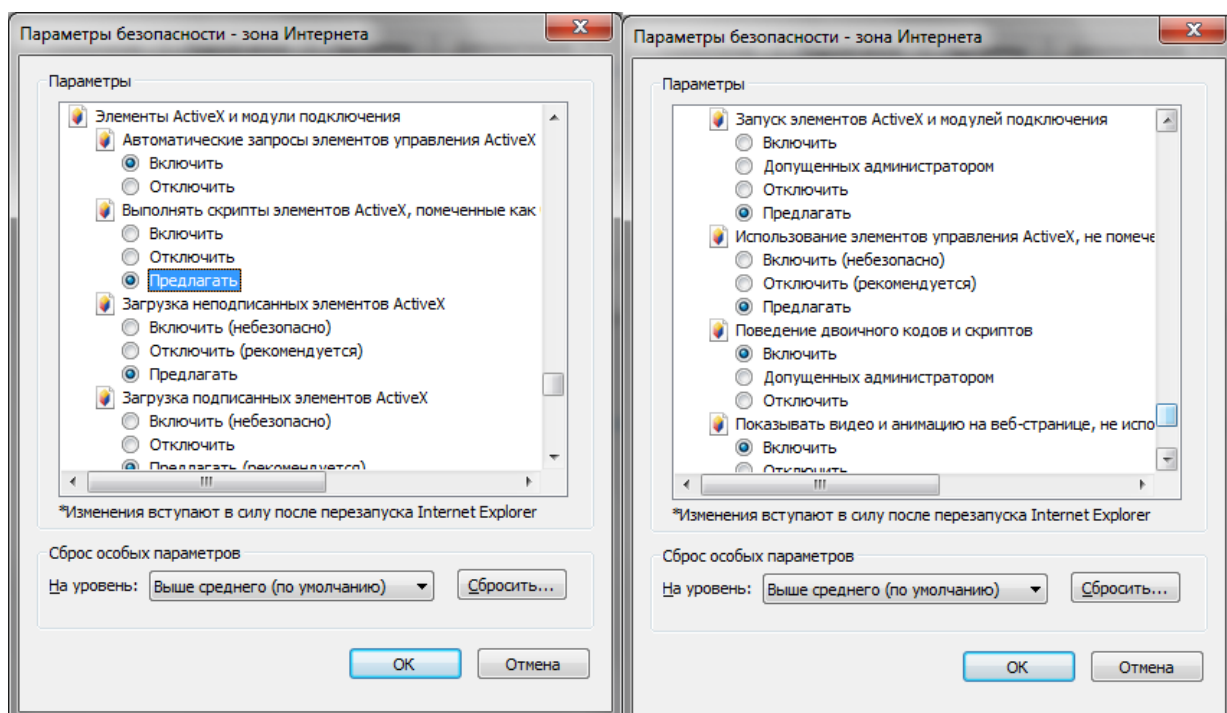 Параметры безопасности - зона Интернета
Параметры
Элементы ActiveX и модули подключения
Автоматические запросы элементов управления ActiveX
Включить
Отключить
Выполнять скрипты элементов ActiveX, помеченные как
Включить
Отключить
Предлагать
Загрузка неподписанных элементов ActiveX
Включить (небезопасно)
Отключить (рекомендуется)
Предлагать
Загрузка подписанных элементов ActiveX
Включить (небезопасно)
Отключить
Предлагать (рекомендуется)
*Изменения вступают в силу после перезапуска Internet Explorer
Сброс особых параметров
На уровень: Выше среднего (по умолчанию) Сбросить...
ОК Отмена
Параметры безопасности - зона Интернета
Параметры
Запуск элементов ActiveX и модулей подключения
Включить
Допущенных администратором
Отключить
Предлагать
Использование элементов управления ActiveX, не помече
Включить (небезопасно)
Отключить (рекомендуется)
Предлагать
Поведение двоичного кодов и скриптов
Включить
Допущенных администратором
Отключить
Показывать видео и анимацию на веб-странице, не испо
Включить
Отключить
*Изменения вступают в силу после перезапуска Internet Explorer
Сброс особых параметров
На уровень: Выше среднего (по умолчанию) Сбросить...
ОК Отмена